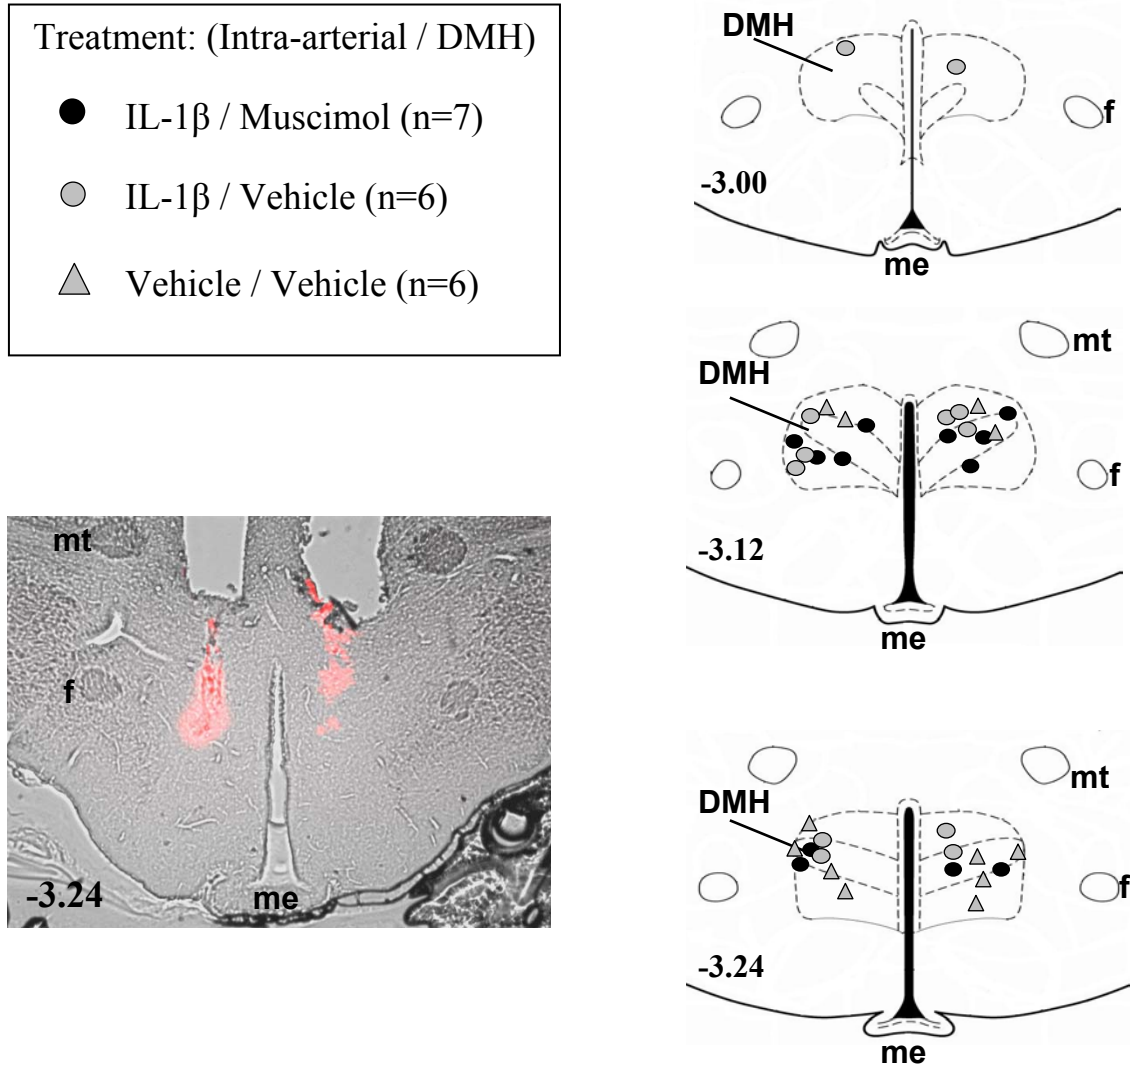 Treatment: (Intra-arterial / DMH)
IL-1β / Muscimol (n=7)
IL-1β / Vehicle (n=6)
Vehicle / Vehicle (n=6)
DMH
f
-3.00
me
mt
DMH
f
-3.12
me
mt
f
-3.24
me
mt
DMH
f
-3.24
me